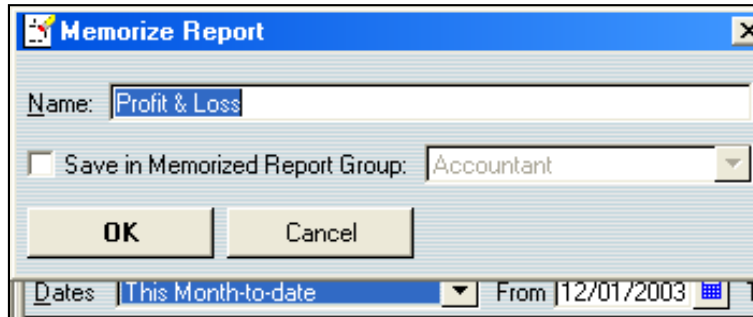 Memorize Report
Name: Profit & Loss
Save in Memorized Report Group: Accountant
OK Cancel
Dates This Month-to-date From 12/01/2003